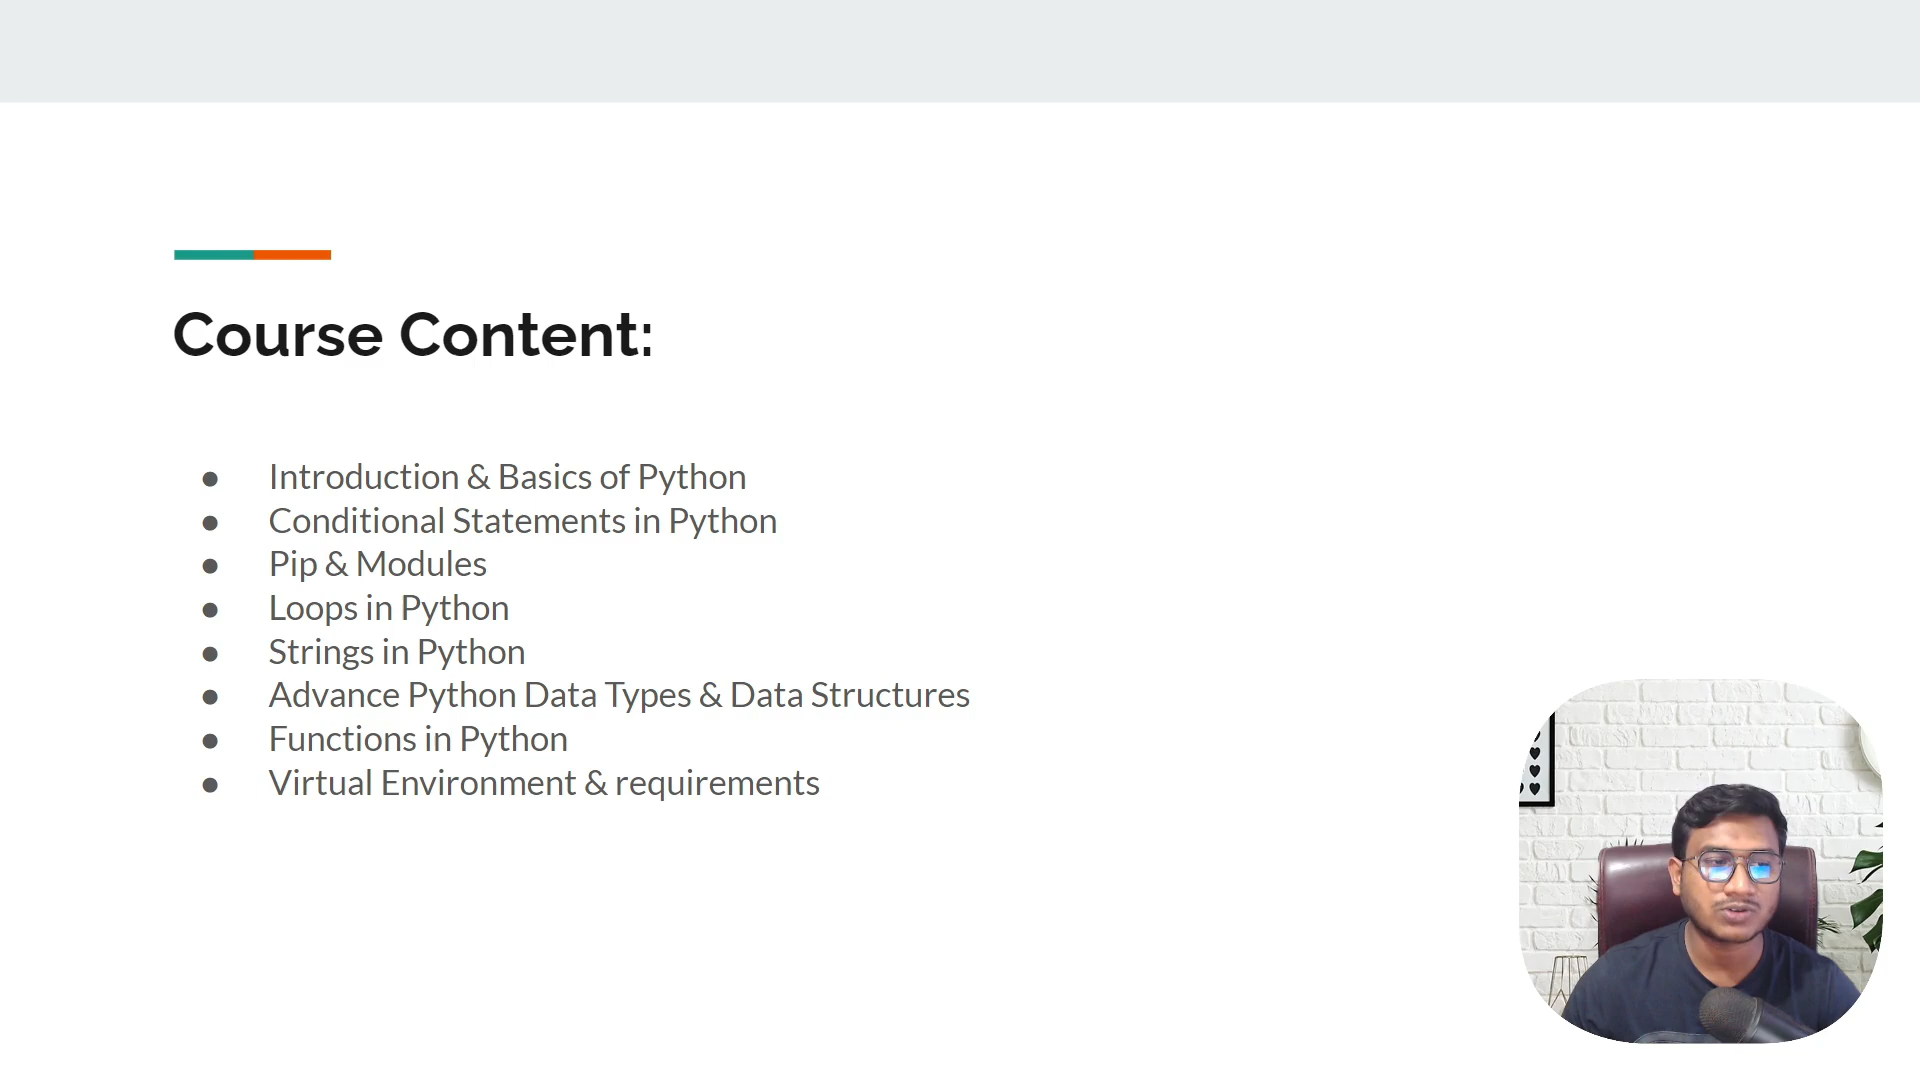 Course Content:
● Introduction & Basics of Python
● Conditional Statements in Python
● Pip & Modules
● Loops in Python
● Strings in Python
● Advance Python Data Types & Data Structures
● Functions in Python
● Virtual Environment & requirements